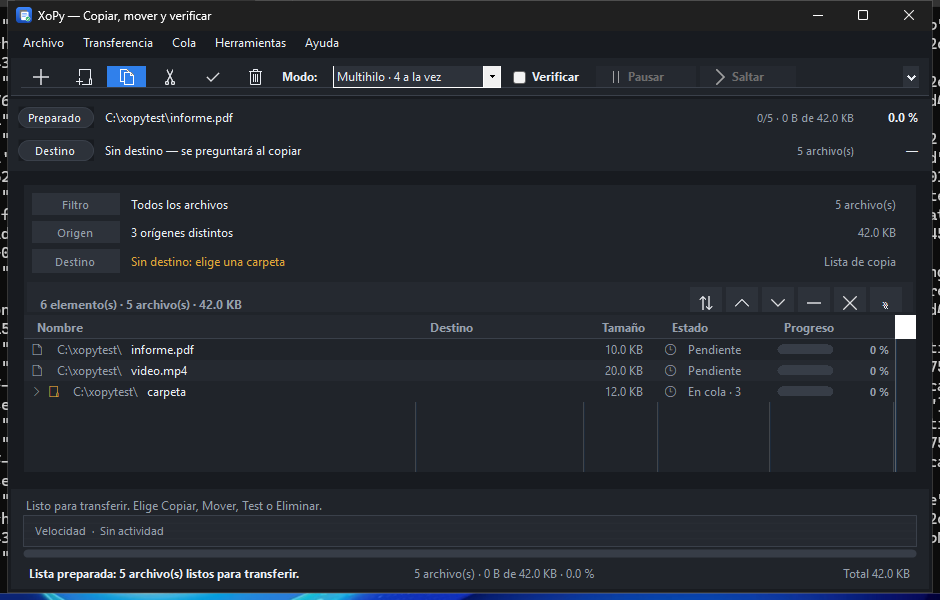 XoPy — Copiar, mover y verificar
Archivo Transferencia Cola Herramientas Ayuda
Modo: Multihilo · 4 a la vez Verificar Pausar Saltar
Preparado C:\xopytest\informe.pdf 0/5 · 0 B de 42.0 KB 0.0 %
Destino Sin destino — se preguntará al copiar 5 archivo(s) —
Filtro Todos los archivos 5 archivo(s)
Origen 3 orígenes distintos 42.0 KB
Destino Sin destino: elige una carpeta Lista de copia
6 elemento(s) · 5 archivo(s) · 42.0 KB
Nombre Destino Tamaño Estado Progreso
C:\xopytest\ informe.pdf 10.0 KB Pendiente 0 %
C:\xopytest\ video.mp4 20.0 KB Pendiente 0 %
C:\xopytest\ carpeta 12.0 KB En cola · 3 0 %
Listo para transferir. Elige Copiar, Mover, Test o Eliminar.
Velocidad · Sin actividad
Lista preparada: 5 archivo(s) listos para transferir. 5 archivo(s) · 0 B de 42.0 KB · 0.0 % Total 42.0 KB